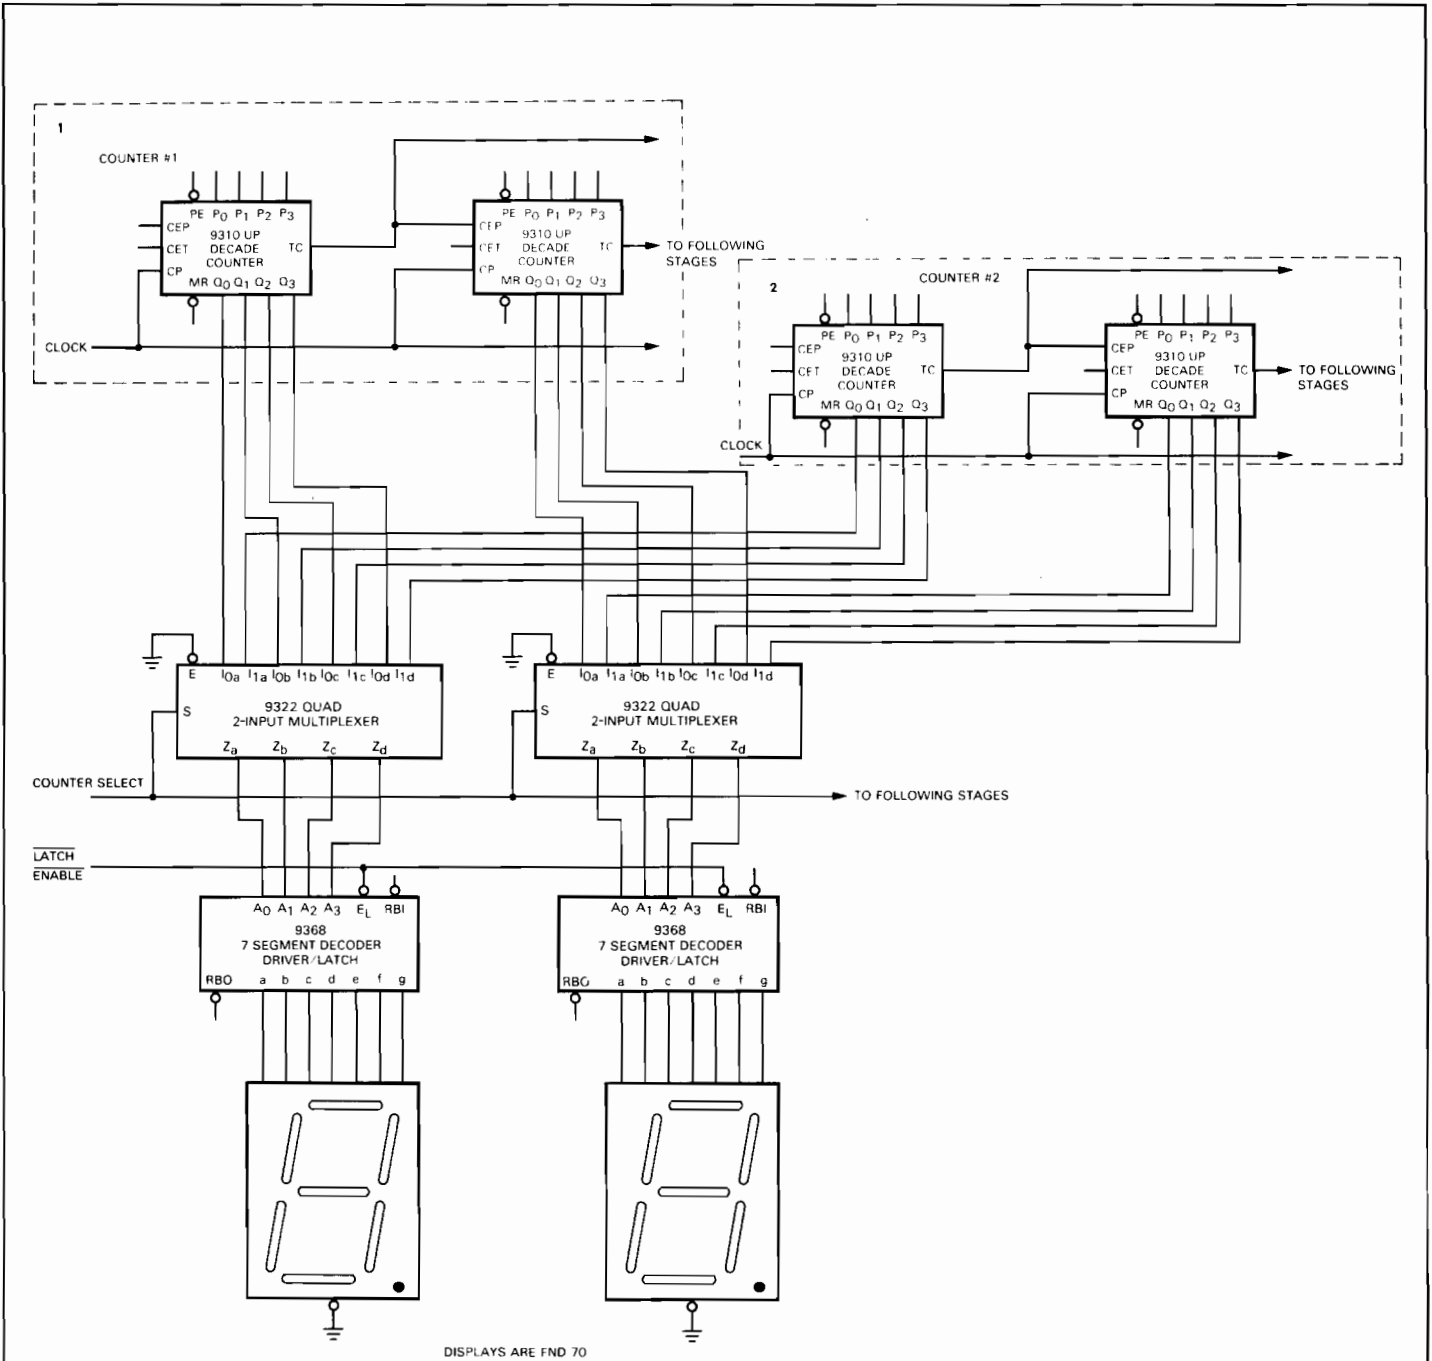 1
COUNTER #1
PE P0 P1 P2 P3
CEP
9310 UP
CET DECADE TC
COUNTER
CP
MR Q0 Q1 Q2 Q3
PE P0 P1 P2 P3
CEP
9310 UP
CET DECADE TC
COUNTER
CP
MR Q0 Q1 Q2 Q3
TO FOLLOWING
STAGES
CLOCK
2
COUNTER #2
PE P0 P1 P2 P3
CEP
9310 UP
CET DECADE TC
COUNTER
CP
MR Q0 Q1 Q2 Q3
PE P0 P1 P2 P3
CEP
9310 UP
CET DECADE TC
COUNTER
CP
MR Q0 Q1 Q2 Q3
TO FOLLOWING
STAGES
CLOCK
E I0a I1a I0b I1b I0c I1c I0d I1d
S
9322 QUAD
2-INPUT MULTIPLEXER
Za Zb Zc Zd
E I0a I1a I0b I1b I0c I1c I0d I1d
S
9322 QUAD
2-INPUT MULTIPLEXER
Za Zb Zc Zd
COUNTER SELECT
TO FOLLOWING STAGES
LATCH
ENABLE
A0 A1 A2 A3 EL RBI
9368
7 SEGMENT DECODER
DRIVER/LATCH
RBO a b c d e f g
A0 A1 A2 A3 EL RBI
9368
7 SEGMENT DECODER
DRIVER/LATCH
RBO a b c d e f g
DISPLAYS ARE FND 70